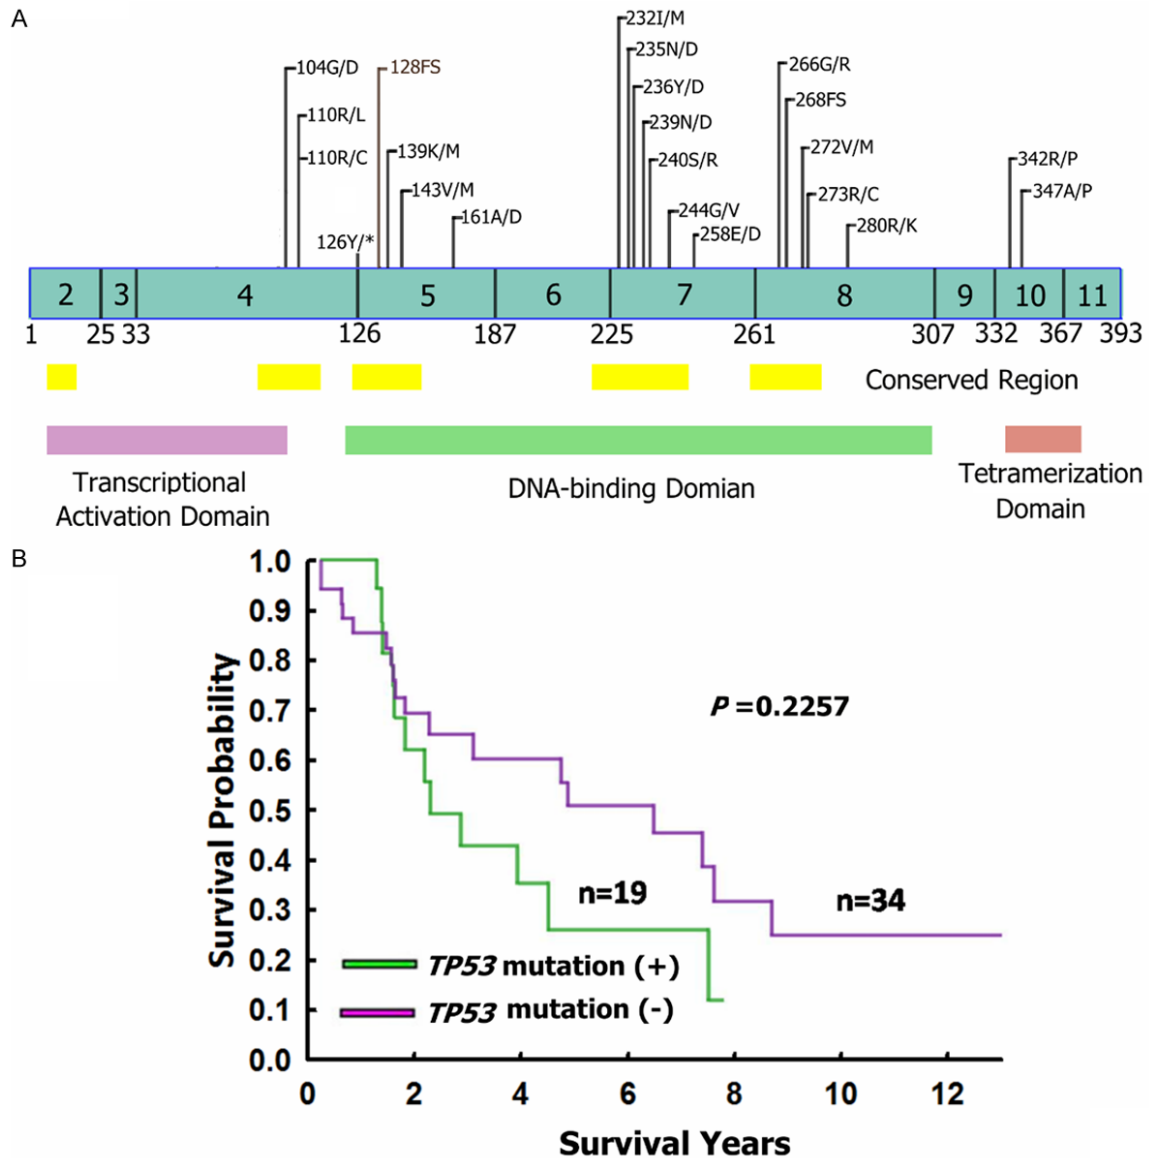 A
232I/M
235N/D
104G/D
128FS
266G/R
236Y/D
268FS
110R/L
239N/D
272V/M
139K/M
110R/C
240S/R
342R/P
143V/M
273R/C
347A/P
161A/D
244G/V
280R/K
126Y/*
258E/D
2 3 4 5 6 7 8 9 10 11
1 25 33 126 187 225 261 307 332 367 393
Conserved Region
Transcriptional
Activation Domain
DNA-binding Domian
Tetramerization
Domain
B
1.0
0.9
0.8
0.7
0.6
0.5
0.4
0.3
0.2
0.1
0.0
Survival Probability
P =0.2257
n=19
n=34
TP53 mutation (+)
TP53 mutation (-)
0 2 4 6 8 10 12
Survival Years